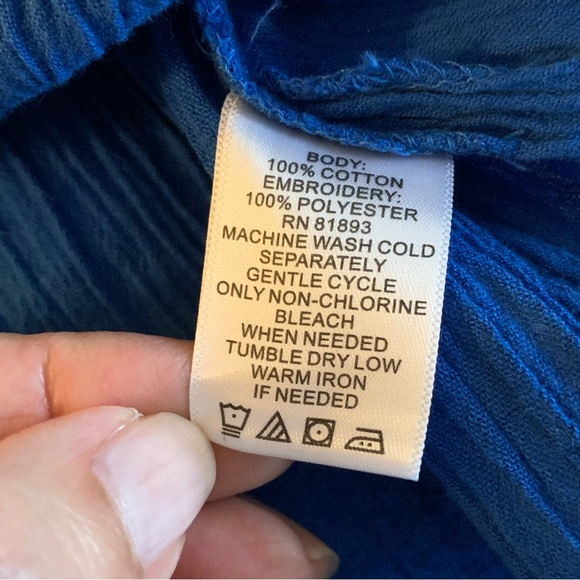 BODY:
100% COTTON
EMBROIDERY:
100% POLYESTER
RN 81893
MACHINE WASH COLD
SEPARATELY
GENTLE CYCLE
ONLY NON-CHLORINE
BLEACH
WHEN NEEDED
TUMBLE DRY LOW
WARM IRON
IF NEEDED